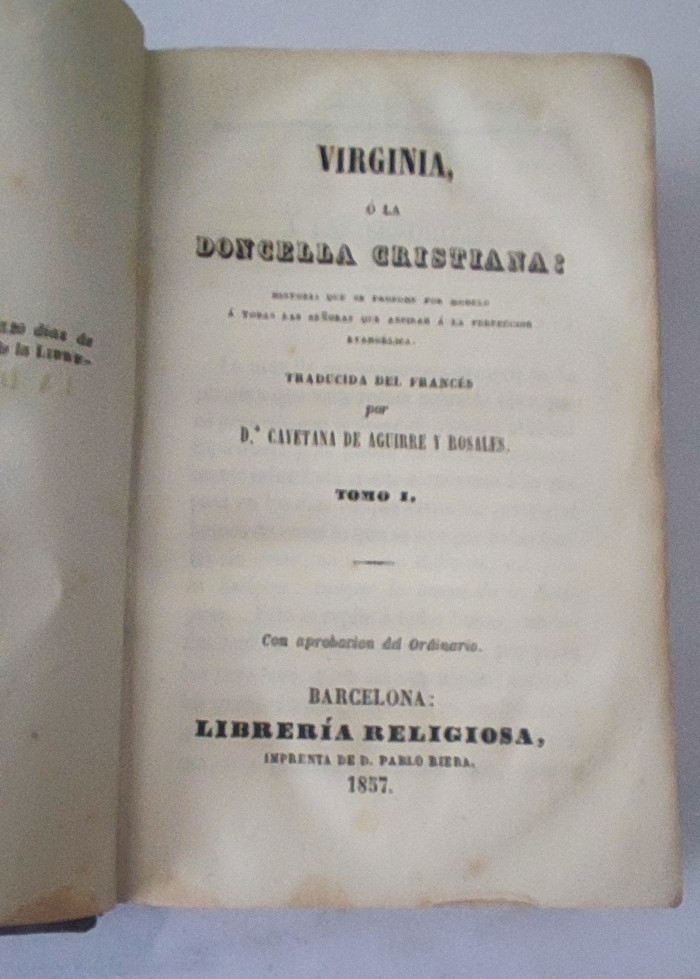 dias de
de la LIBRE-
VIRGINIA,
Ó LA
DONCELLA CRISTIANA:
HISTORIA QUE SE PROPONE POR MODELO
Á TODAS LAS SEÑORAS QUE ASPIRAN Á LA PERFECCION
EVANGÉLICA.
TRADUCIDA DEL FRANCÉS
por
D.ª CAYETANA DE AGUIRRE Y ROSALES.
TOMO I.
Con aprobacion del Ordinario.
BARCELONA:
LIBRERÍA RELIGIOSA,
IMPRENTA DE D. PABLO RIERA.
1857.